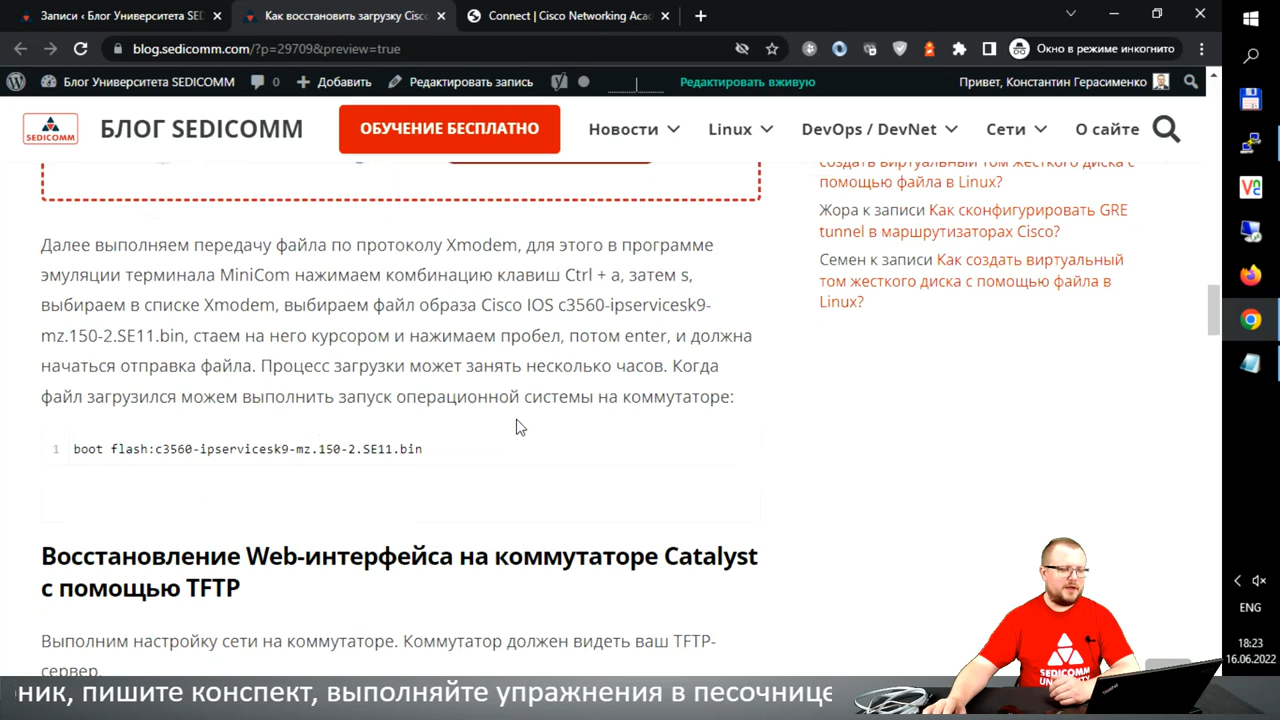 Записи ‹ Блог Университета SED
Как восстановить загрузку Cisc
Connect | Cisco Networking Aca
blog.sedicomm.com/?p=29709&preview=true
Окно в режиме инкогнито
Блог Университета SEDICOMM
0
Добавить
Редактировать запись
Редактировать вживую
Привет, Константин Герасименко
SEDICOMM
БЛОГ SEDICOMM
ОБУЧЕНИЕ БЕСПЛАТНО
Новости
Linux
DevOps / DevNet
Сети
О сайте
создать виртуальный том жесткого диска с
помощью файла в Linux?
Жора к записи Как сконфигурировать GRE
tunnel в маршрутизаторах Cisco?
Семен к записи Как создать виртуальный
том жесткого диска с помощью файла в
Linux?
Далее выполняем передачу файла по протоколу Xmodem, для этого в программе
эмуляции терминала MiniCom нажимаем комбинацию клавиш Ctrl + a, затем s,
выбираем в списке Xmodem, выбираем файл образа Cisco IOS c3560-ipservicesk9-
mz.150-2.SE11.bin, стаем на него курсором и нажимаем пробел, потом enter, и должна
начаться отправка файла. Процесс загрузки может занять несколько часов. Когда
файл загрузился можем выполнить запуск операционной системы на коммутаторе:
1 boot flash:c3560-ipservicesk9-mz.150-2.SE11.bin
Восстановление Web-интерфейса на коммутаторе Catalyst
с помощью TFTP
Выполним настройку сети на коммутаторе. Коммутатор должен видеть ваш TFTP-
сервер.
ENG
18:23
16.06.2022
SEDICOMM
ник, пишите конспект, выполняйте упражнения в песочнице